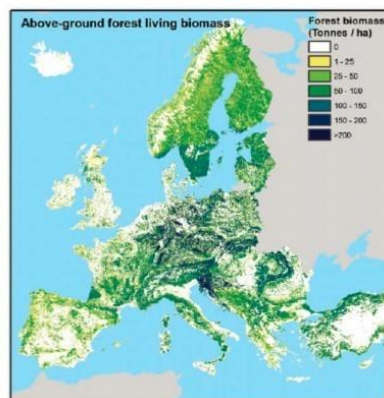 Above-ground forest living biomass
Forest biomass
(Tonnes / ha)
0
1 - 25
25 - 50
50 - 100
100 - 150
150 - 200
>200